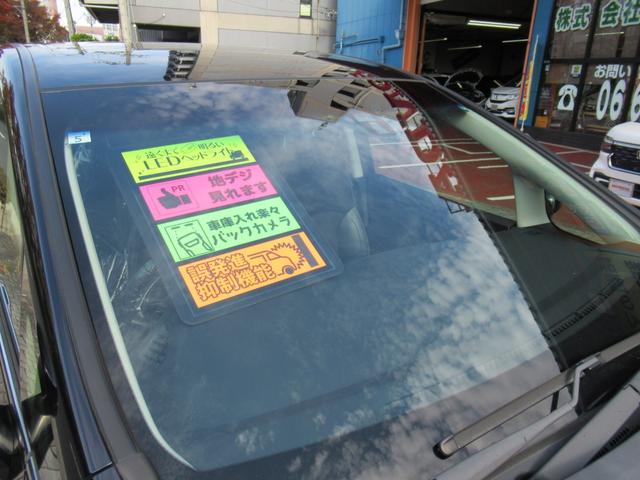 株式会社
お問い
☎06
5
遠くまで明るい
LEDヘッドライト
PR
地デジ
見れます
車庫入れ楽々
バックカメラ
誤発進
抑制機能